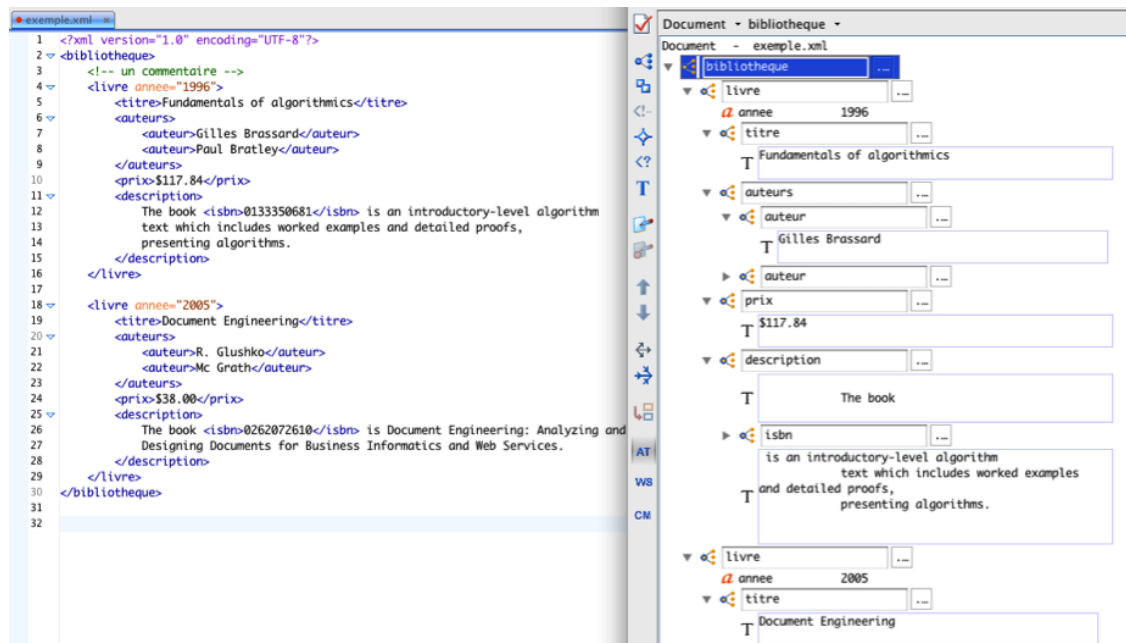 exemple.xml
1 <?xml version="1.0" encoding="UTF-8"?>
2 <bibliotheque>
3 <!-- un commentaire -->
4 <livre annee="1996">
5 <titre>Fundamentals of algorithmics</titre>
6 <auteurs>
7 <auteur>Gilles Brassard</auteur>
8 <auteur>Paul Bratley</auteur>
9 </auteurs>
10 <prix>$117.84</prix>
11 <description>
12 The book <isbn>0133350681</isbn> is an introductory-level algorithm
13 text which includes worked examples and detailed proofs,
14 presenting algorithms.
15 </description>
16 </livre>
17
18 <livre annee="2005">
19 <titre>Document Engineering</titre>
20 <auteurs>
21 <auteur>R. Glushko</auteur>
22 <auteur>Mc Grath</auteur>
23 </auteurs>
24 <prix>$38.00</prix>
25 <description>
26 The book <isbn>0262072610</isbn> is Document Engineering: Analyzing and
27 Designing Documents for Business Informatics and Web Services.
28 </description>
29 </livre>
30 </bibliotheque>
31
32
<!--
<?
T
AT
WS
CM
Document bibliotheque
Document - exemple.xml
bibliotheque ...
livre ...
a annee 1996
titre ...
T Fundamentals of algorithmics
auteurs ...
auteur ...
T Gilles Brassard
auteur ...
prix ...
T $117.84
description ...
T The book
isbn ...
is an introductory-level algorithm
text which includes worked examples
T and detailed proofs,
presenting algorithms.
livre ...
a annee 2005
titre ...
T Document Engineering